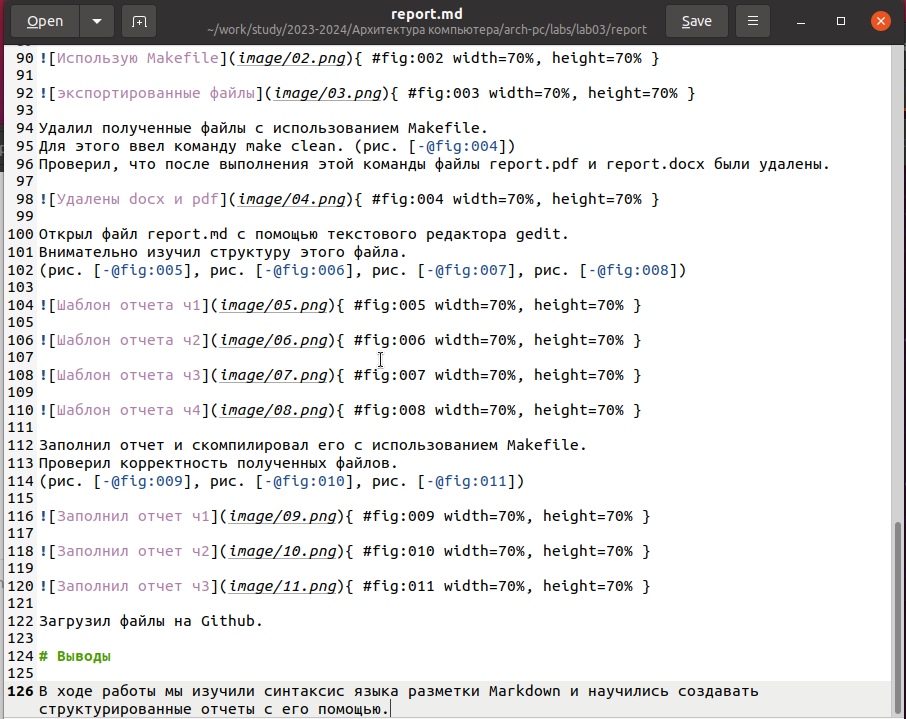 report.md
Open
~/work/study/2023-2024/Архитектура компьютера/arch-pc/labs/lab03/report
Save
90 ![Использую Makefile](image/02.png){ #fig:002 width=70%, height=70% }
91
92 ![экспортированные файлы](image/03.png){ #fig:003 width=70%, height=70% }
93
94 Удалил полученные файлы с использованием Makefile.
95 Для этого ввел команду make clean. (рис. [-@fig:004])
96 Проверил, что после выполнения этой команды файлы report.pdf и report.docx были удалены.
97
98 ![Удалены docx и pdf](image/04.png){ #fig:004 width=70%, height=70% }
99
100 Открыл файл report.md c помощью текстового редактора gedit.
101 Внимательно изучил структуру этого файла.
102 (рис. [-@fig:005], рис. [-@fig:006], рис. [-@fig:007], рис. [-@fig:008])
103
104 ![Шаблон отчета ч1](image/05.png){ #fig:005 width=70%, height=70% }
105
106 ![Шаблон отчета ч2](image/06.png){ #fig:006 width=70%, height=70% }
107
108 ![Шаблон отчета ч3](image/07.png){ #fig:007 width=70%, height=70% }
109
110 ![Шаблон отчета ч4](image/08.png){ #fig:008 width=70%, height=70% }
111
112 Заполнил отчет и скомпилировал его с использованием Makefile.
113 Проверил корректность полученных файлов.
114 (рис. [-@fig:009], рис. [-@fig:010], рис. [-@fig:011])
115
116 ![Заполнил отчет ч1](image/09.png){ #fig:009 width=70%, height=70% }
117
118 ![Заполнил отчет ч2](image/10.png){ #fig:010 width=70%, height=70% }
119
120 ![Заполнил отчет ч3](image/11.png){ #fig:011 width=70%, height=70% }
121
122 Загрузил файлы на Github.
123
124 # Выводы
125
126 В ходе работы мы изучили синтаксис языка разметки Markdown и научились создавать
структурированные отчеты с его помощью.